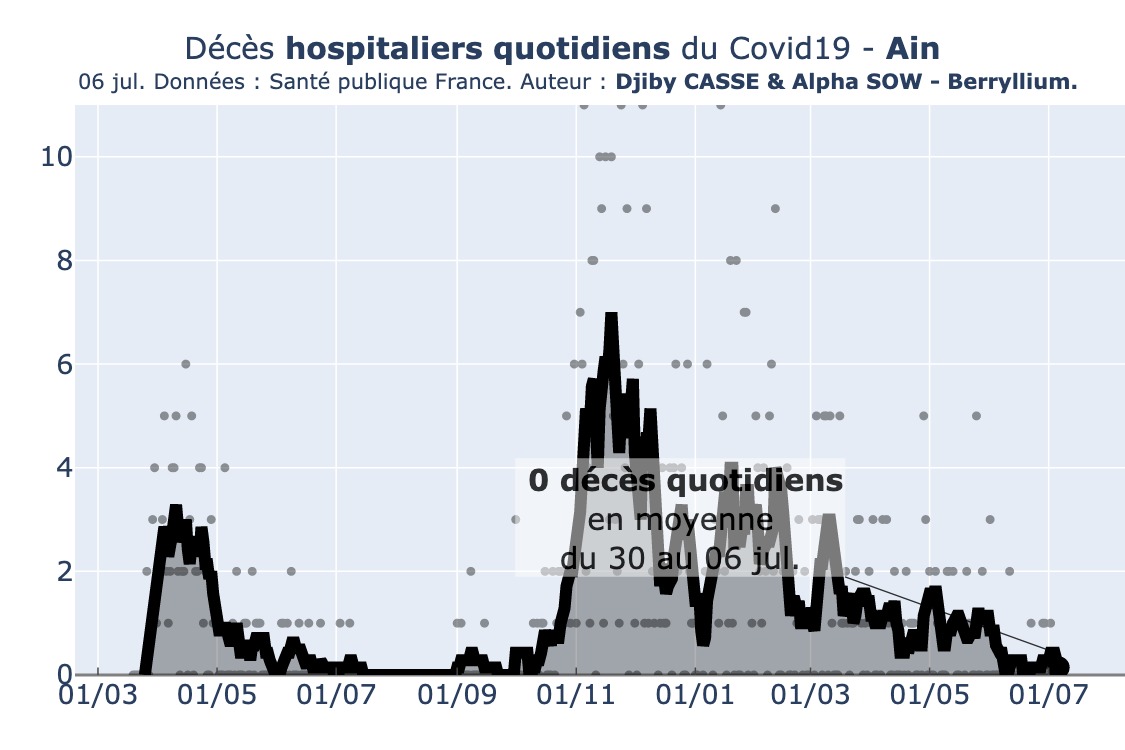 Décès hospitaliers quotidiens du Covid19 - Ain
06 jul. Données : Santé publique France. Auteur : Djiby CASSE & Alpha SOW - Berryllium.
10
8
6
4
2
0
0 décès quotidiens
en moyenne
du 30 au 06 jul.
01/03 01/05 01/07 01/09 01/11 01/01 01/03 01/05 01/07